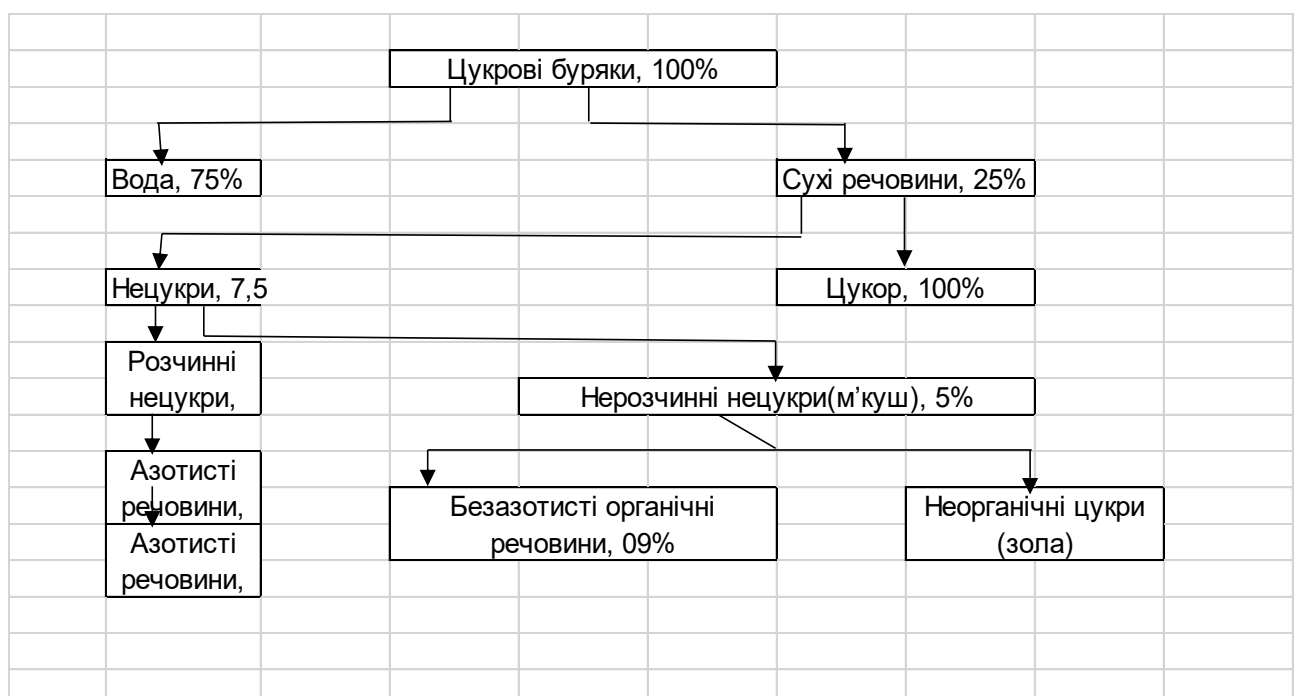 Цукрові буряки, 100%
Вода, 75%
Сухі речовини, 25%
Нецукри, 7,5
Цукор, 100%
Розчинні
нецукри,
Нерозчинні нецукри(м’куш), 5%
Азотисті
речовини,
Безазотисті органічні
речовини, 09%
Неорганічні цукри
(зола)
Азотисті
речовини,